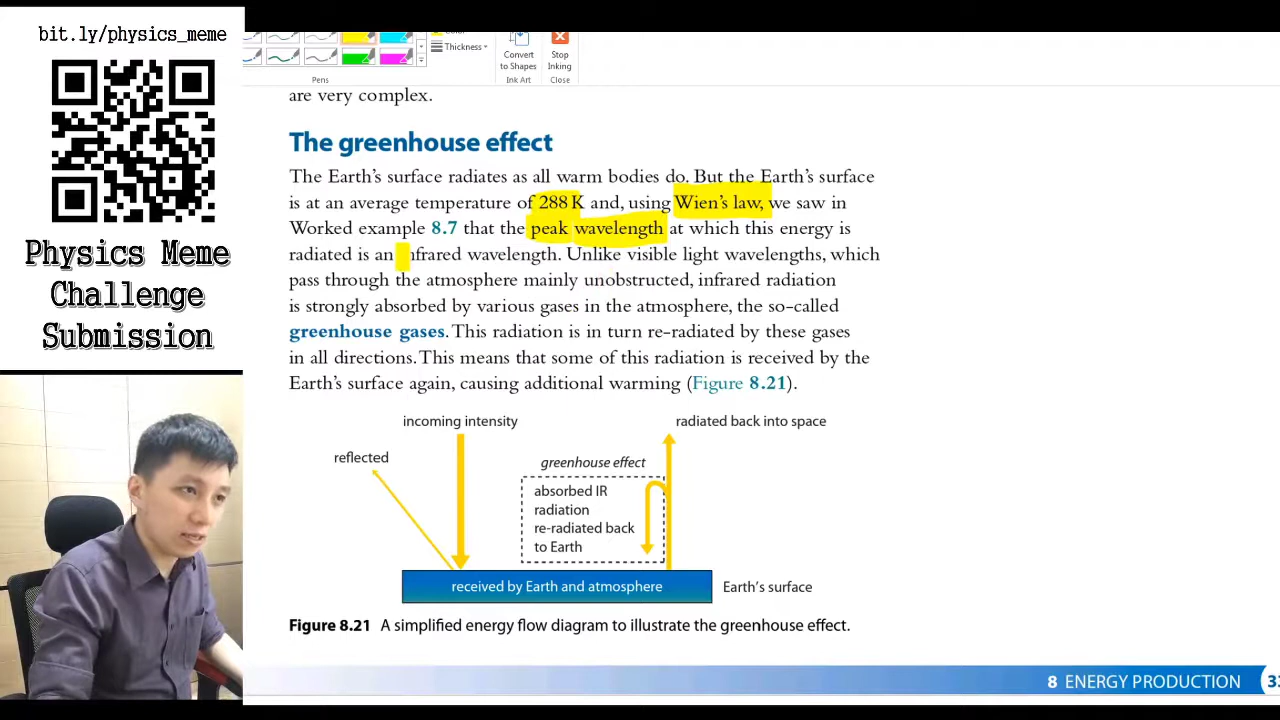 bit.ly/physics_meme
Physics Meme
Challenge
Submission
Thickness
Convert
to Shapes
Stop
Inking
Pens
Ink Art
Close
are very complex.
The greenhouse effect
The Earth’s surface radiates as all warm bodies do. But the Earth’s surface
is at an average temperature of 288 K and, using Wien’s law, we saw in
Worked example 8.7 that the peak wavelength at which this energy is
radiated is an infrared wavelength. Unlike visible light wavelengths, which
pass through the atmosphere mainly unobstructed, infrared radiation
is strongly absorbed by various gases in the atmosphere, the so-called
greenhouse gases. This radiation is in turn re-radiated by these gases
in all directions. This means that some of this radiation is received by the
Earth’s surface again, causing additional warming (Figure 8.21).
incoming intensity
radiated back into space
reflected
greenhouse effect
absorbed IR
radiation
re-radiated back
to Earth
received by Earth and atmosphere
Earth’s surface
Figure 8.21 A simplified energy flow diagram to illustrate the greenhouse effect.
8 ENERGY PRODUCTION